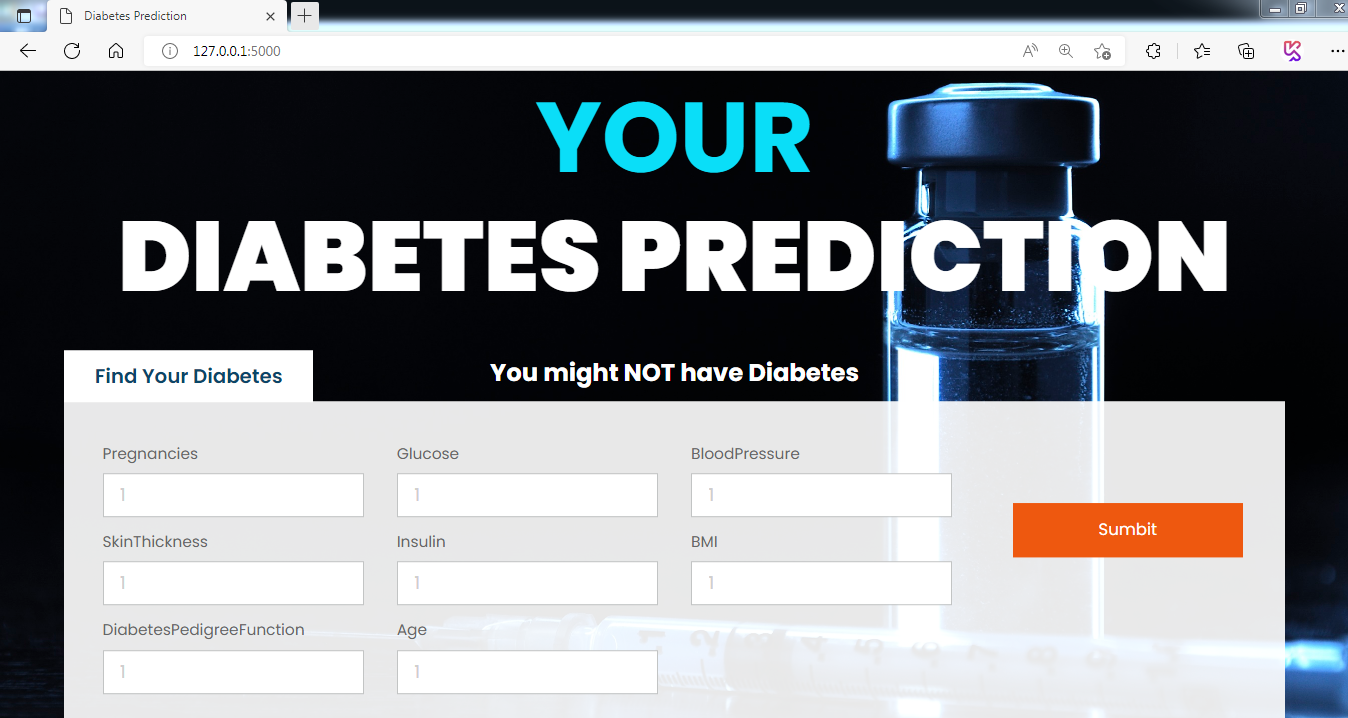 Diabetes Prediction
127.0.0.1:5000
YOUR
DIABETES PREDICTION
Find Your Diabetes
You might NOT have Diabetes
Pregnancies
Glucose
BloodPressure
1
1
1
Sumbit
SkinThickness
Insulin
BMI
1
1
1
DiabetesPedigreeFunction
Age
1
1